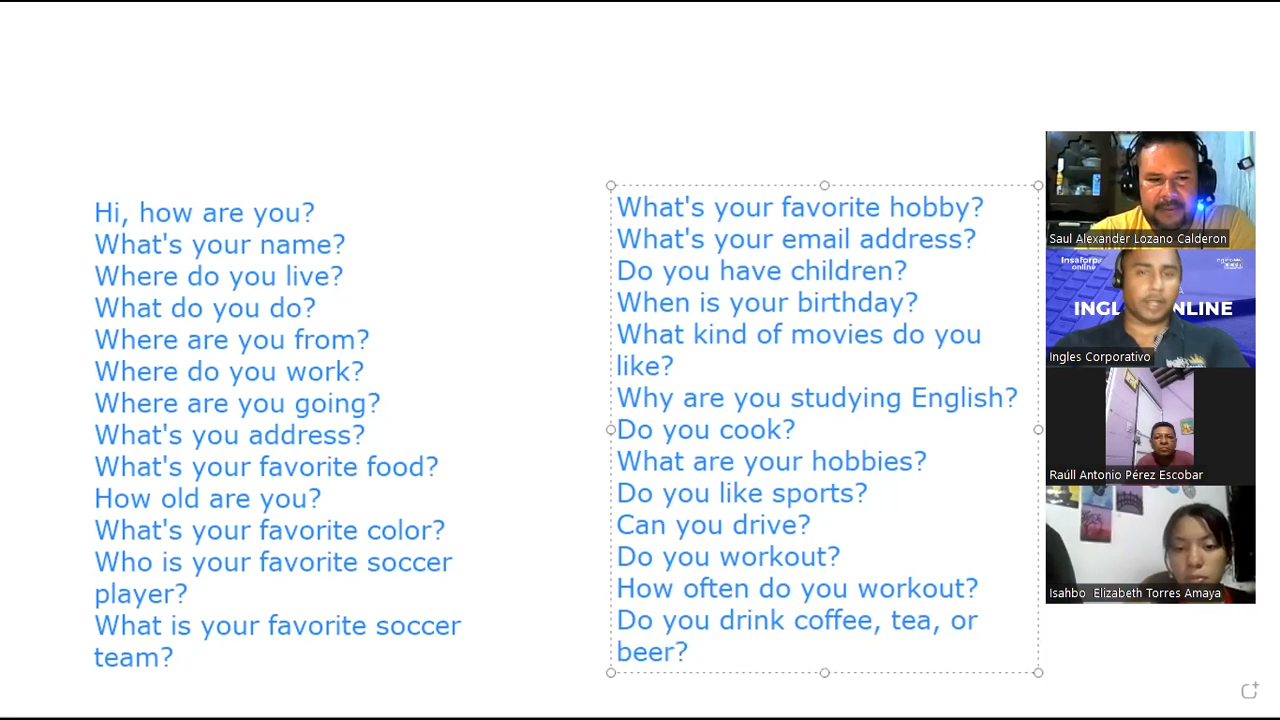 Hi, how are you?
What's your name?
Where do you live?
What do you do?
Where are you from?
Where do you work?
Where are you going?
What's you address?
What's your favorite food?
How old are you?
What's your favorite color?
Who is your favorite soccer
player?
What is your favorite soccer
team?
What's your favorite hobby?
What's your email address?
Do you have children?
When is your birthday?
What kind of movies do you
like?
Why are you studying English?
Do you cook?
What are your hobbies?
Do you like sports?
Can you drive?
Do you workout?
How often do you workout?
Do you drink coffee, tea, or
beer?
Saul Alexander Lozano Calderon
Insaforp
online
INGL ONLINE
Ingles Corporativo
Raúll Antonio Pérez Escobar
Isahbo Elizabeth Torres Amaya